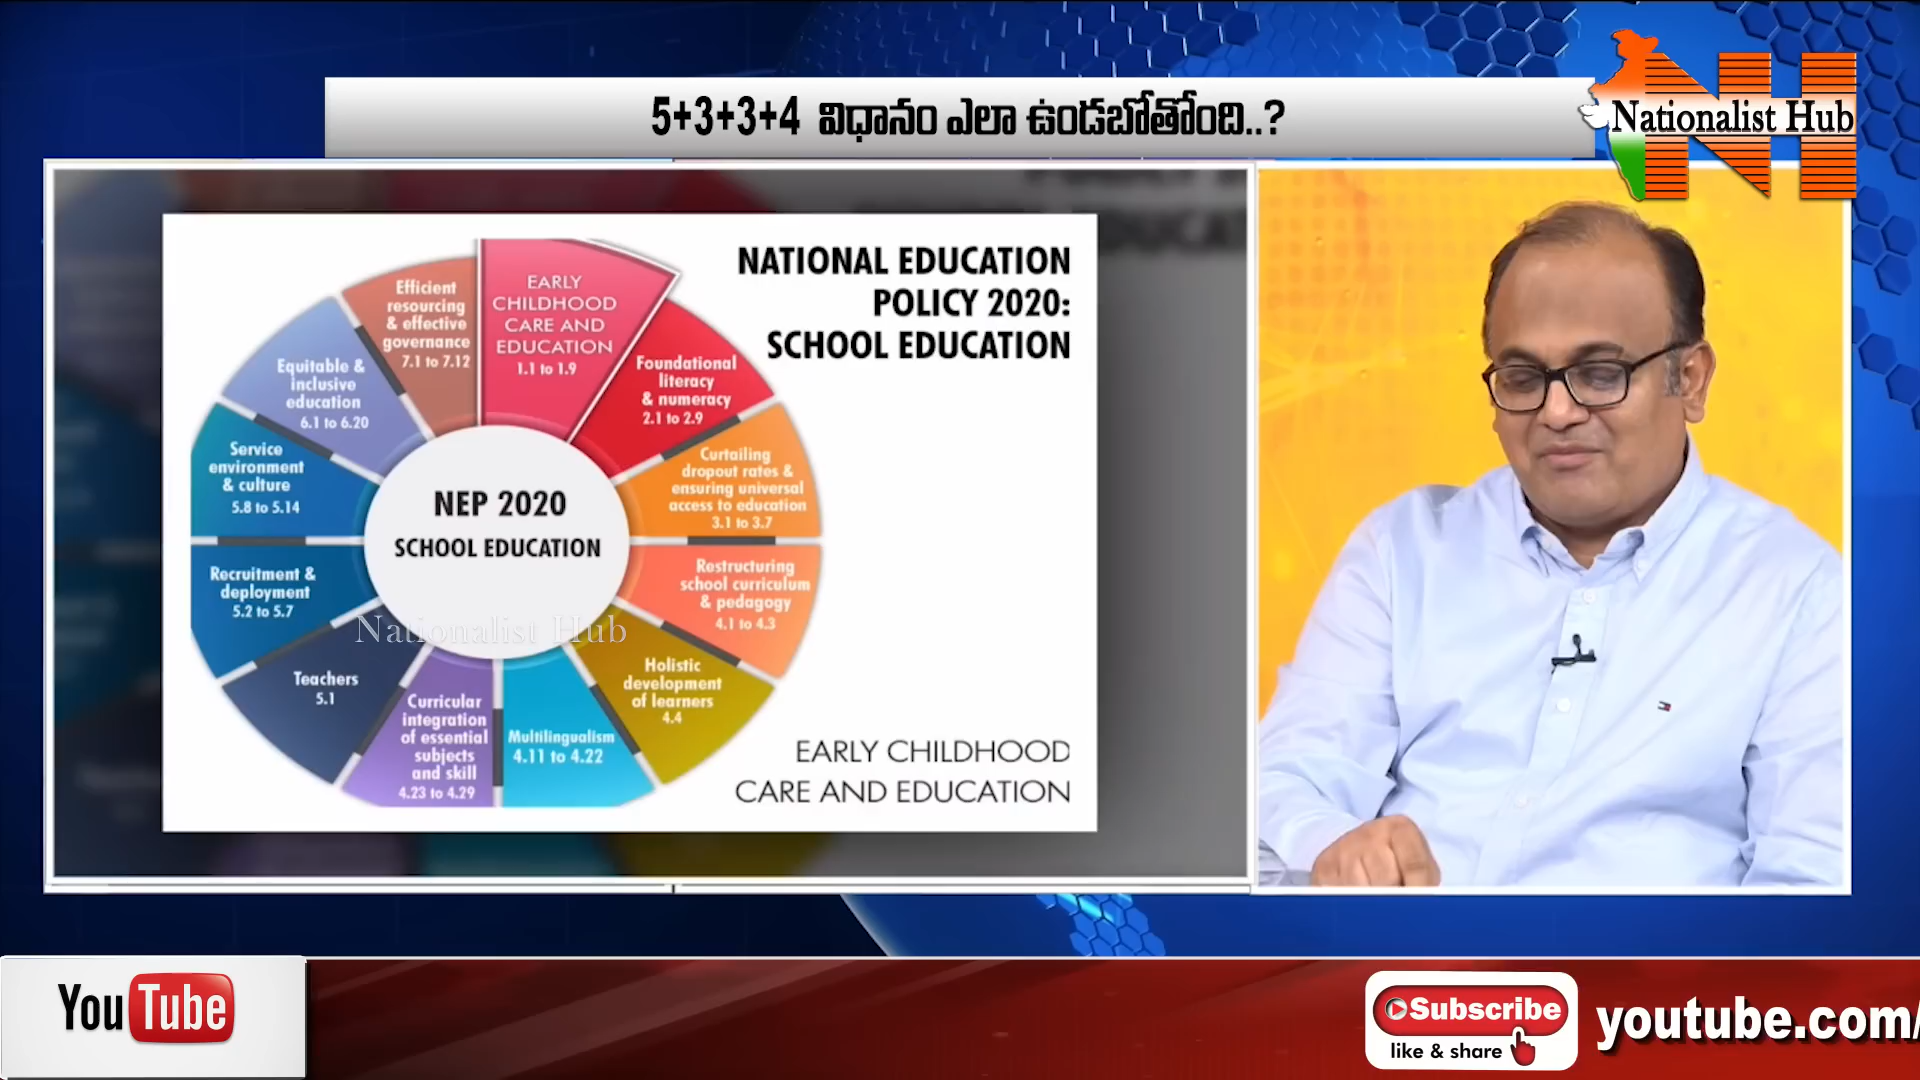 5+3+3+4 విధానం ఎలా ఉండబోతోంది..?
Nationalist Hub
NATIONAL EDUCATION
POLICY 2020:
SCHOOL EDUCATION
EARLY
CHILDHOOD
CARE AND
EDUCATION
1.1 to 1.9
Foundational
literacy
& numeracy
2.1 to 2.9
Curtailing
dropout rates &
ensuring universal
access to education
3.1 to 3.7
Restructuring
school curriculum
& pedagogy
4.1 to 4.3
Holistic
development
of learners
4.4
Multilingualism
4.11 to 4.22
Curricular
integration
of essential
subjects
and skill
4.23 to 4.29
Teachers
5.1
Recruitment &
deployment
5.2 to 5.7
Service
environment
& culture
5.8 to 5.14
Equitable &
inclusive
education
6.1 to 6.20
Efficient
resourcing
& effective
governance
7.1 to 7.12
NEP 2020
SCHOOL EDUCATION
Nationalist Hub
EARLY CHILDHOOD
CARE AND EDUCATION
YouTube
Subscribe
like & share
youtube.com/